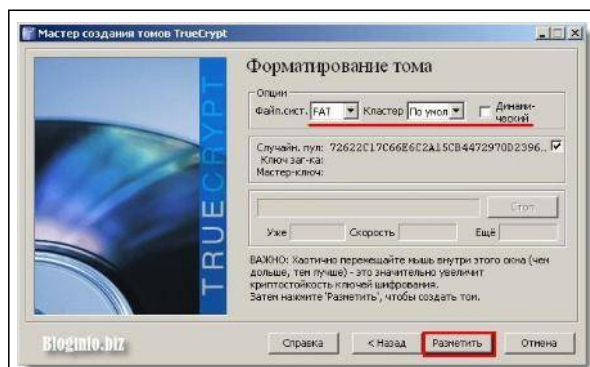 Мастер создания томов TrueCrypt
TRUECRYPT
Форматирование тома
Опции
Файл.сист. FAT Кластер По умол Динами-
ческий
Случайн. пул: 72622C17C66E6C2A15CB4472970D2396..
Ключ заг-ка:
Мастер-ключ:
Стоп
Уже Скорость Ещё
ВАЖНО: Хаотично перемещайте мышь внутри этого окна (чем
дольше, тем лучше) - это значительно увеличит
криптостойкость ключей шифрования.
Затем нажмите 'Разметить', чтобы создать том.
Bloginfo.biz
Справка < Назад Разметить Отмена